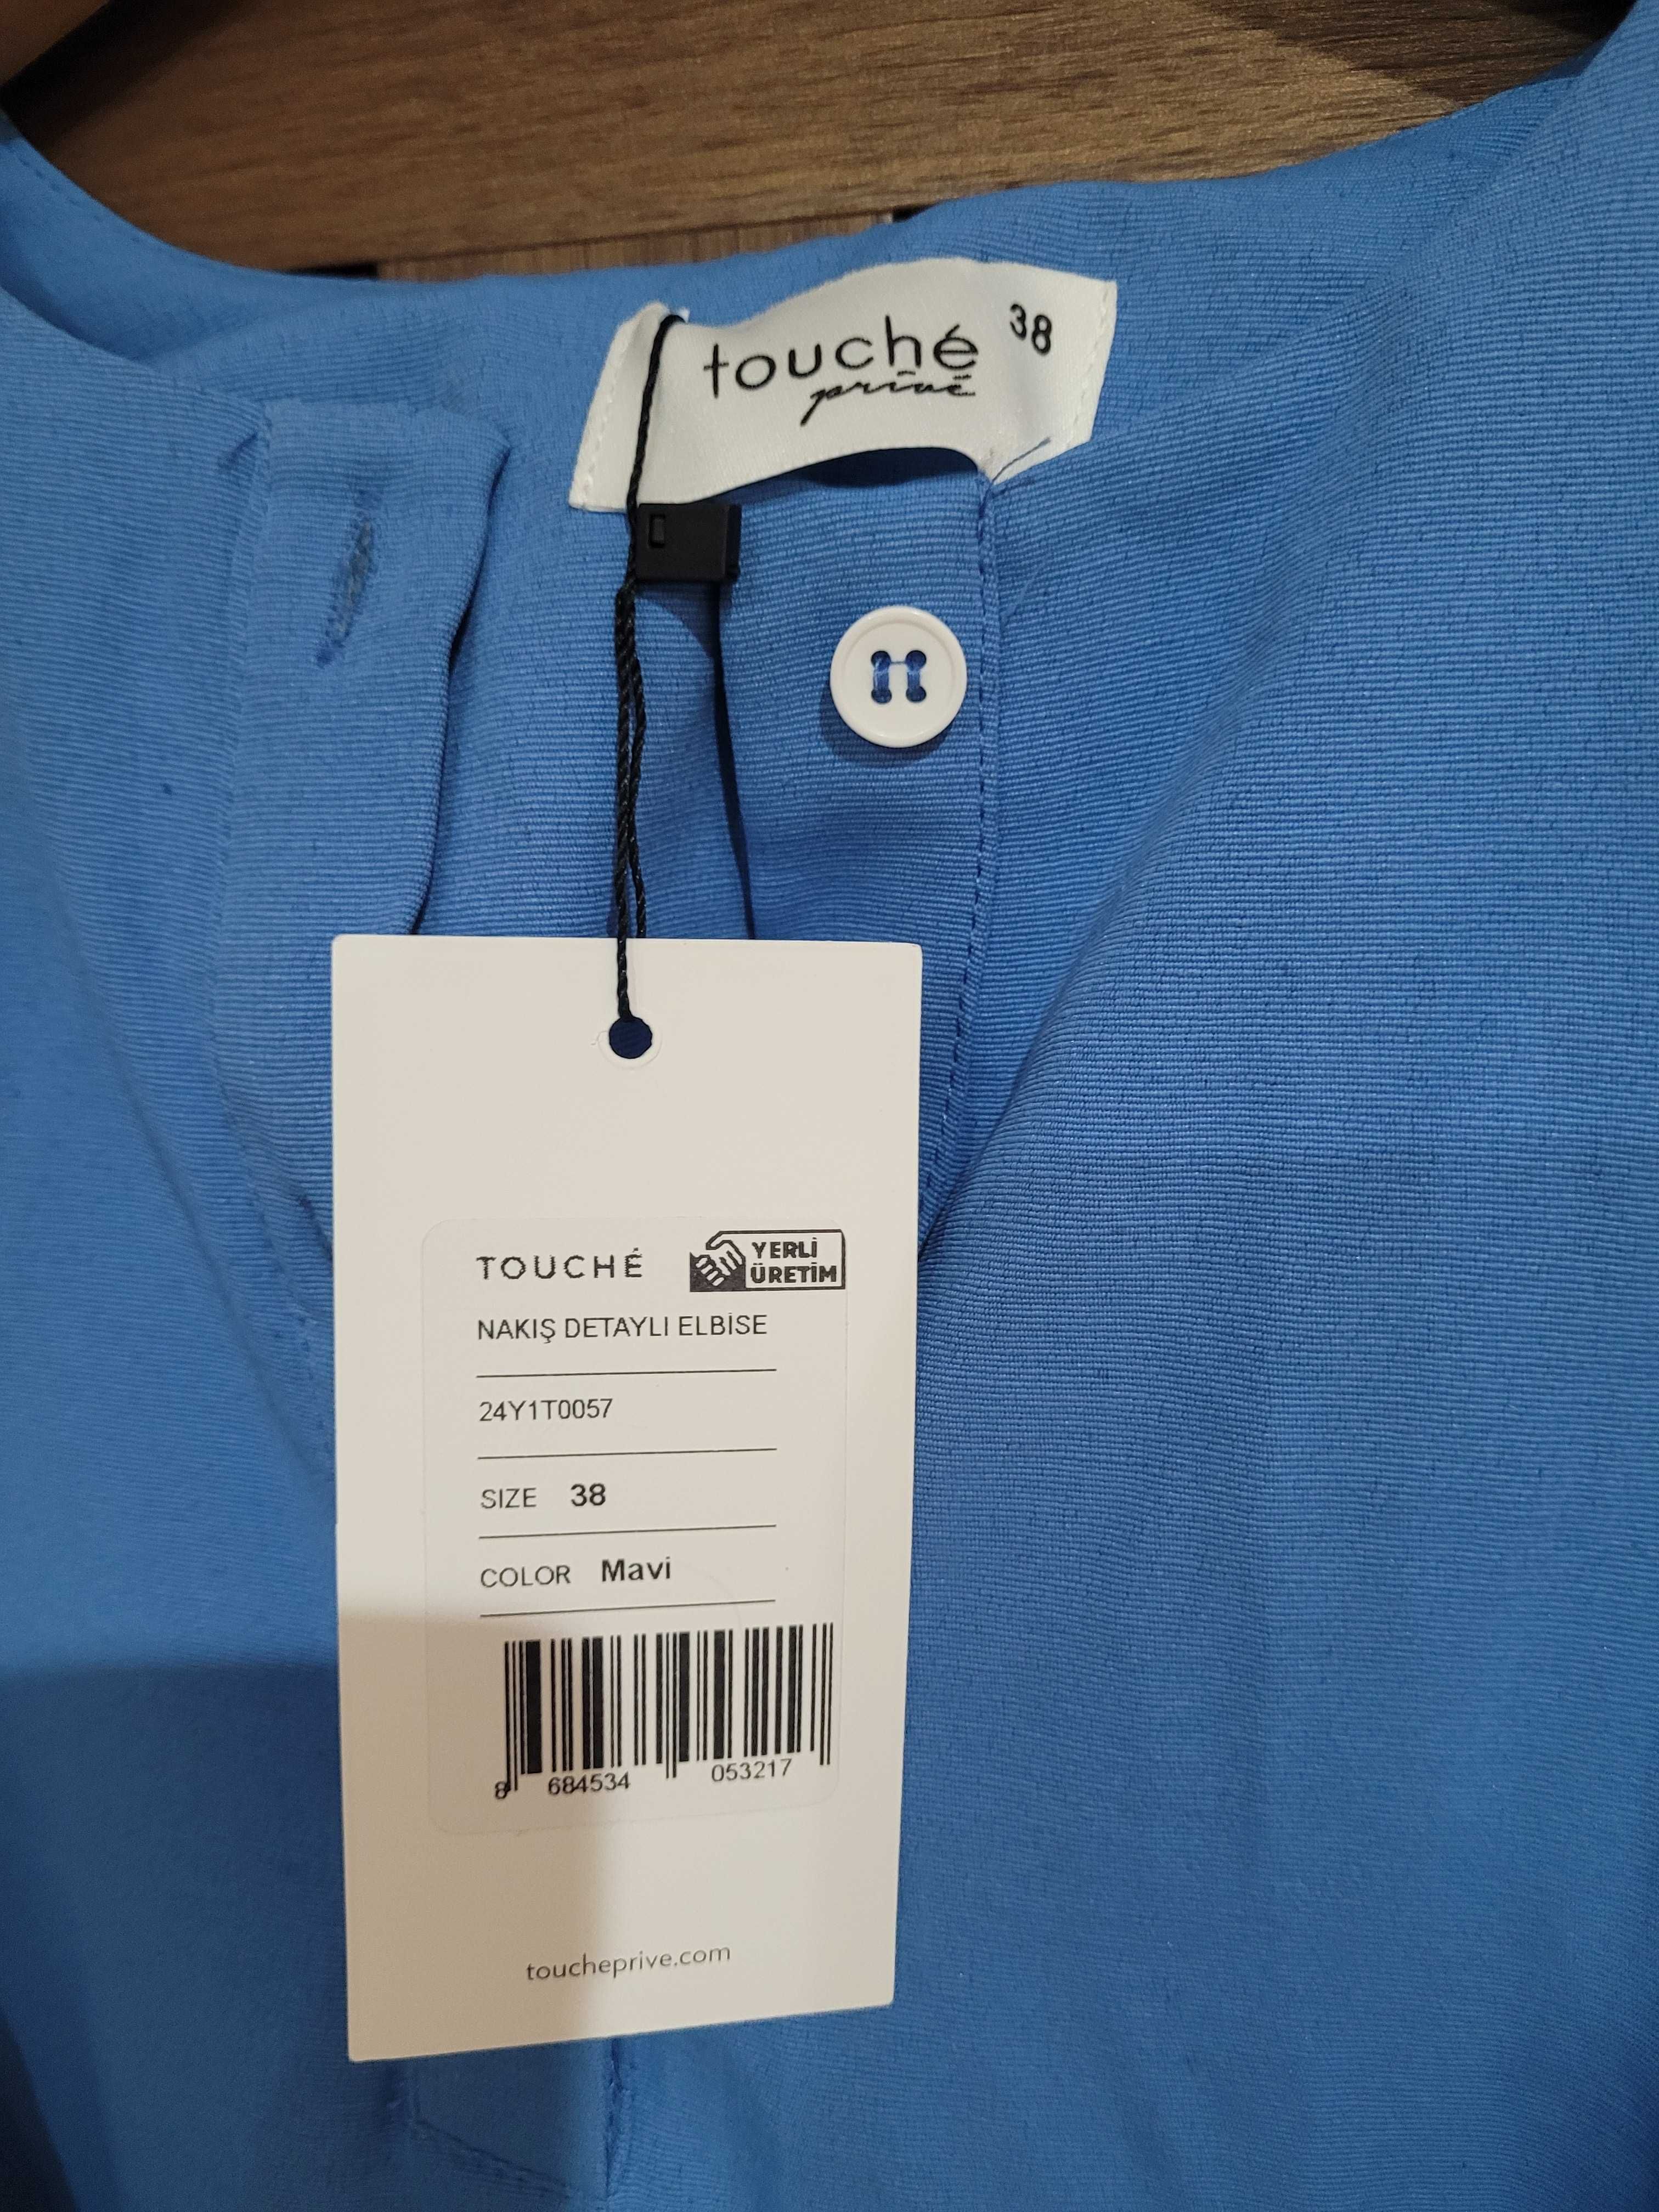 touché 38
privé
TOUCHÉ
YERLİ
ÜRETİM
NAKIŞ DETAYLI ELBİSE
24Y1T0057
SIZE 38
COLOR Mavi
8 684534 053217
toucheprive.com